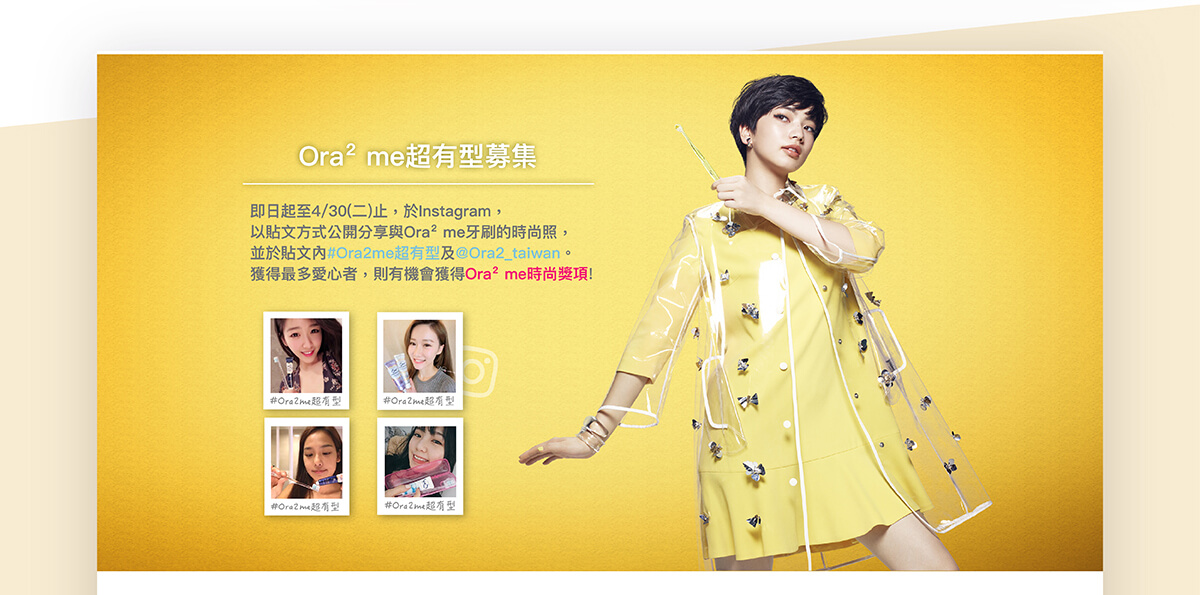 Ora² me超有型募集
即日起至4/30(二)止，於Instagram，
以貼文方式公開分享與Ora² me牙刷的時尚照，
並於貼文內#Ora2me超有型及@Ora2_taiwan。
獲得最多愛心者，則有機會獲得Ora² me時尚獎項!
#Ora2me超有型
#Ora2me超有型
#Ora2me超有型
#Ora2me超有型